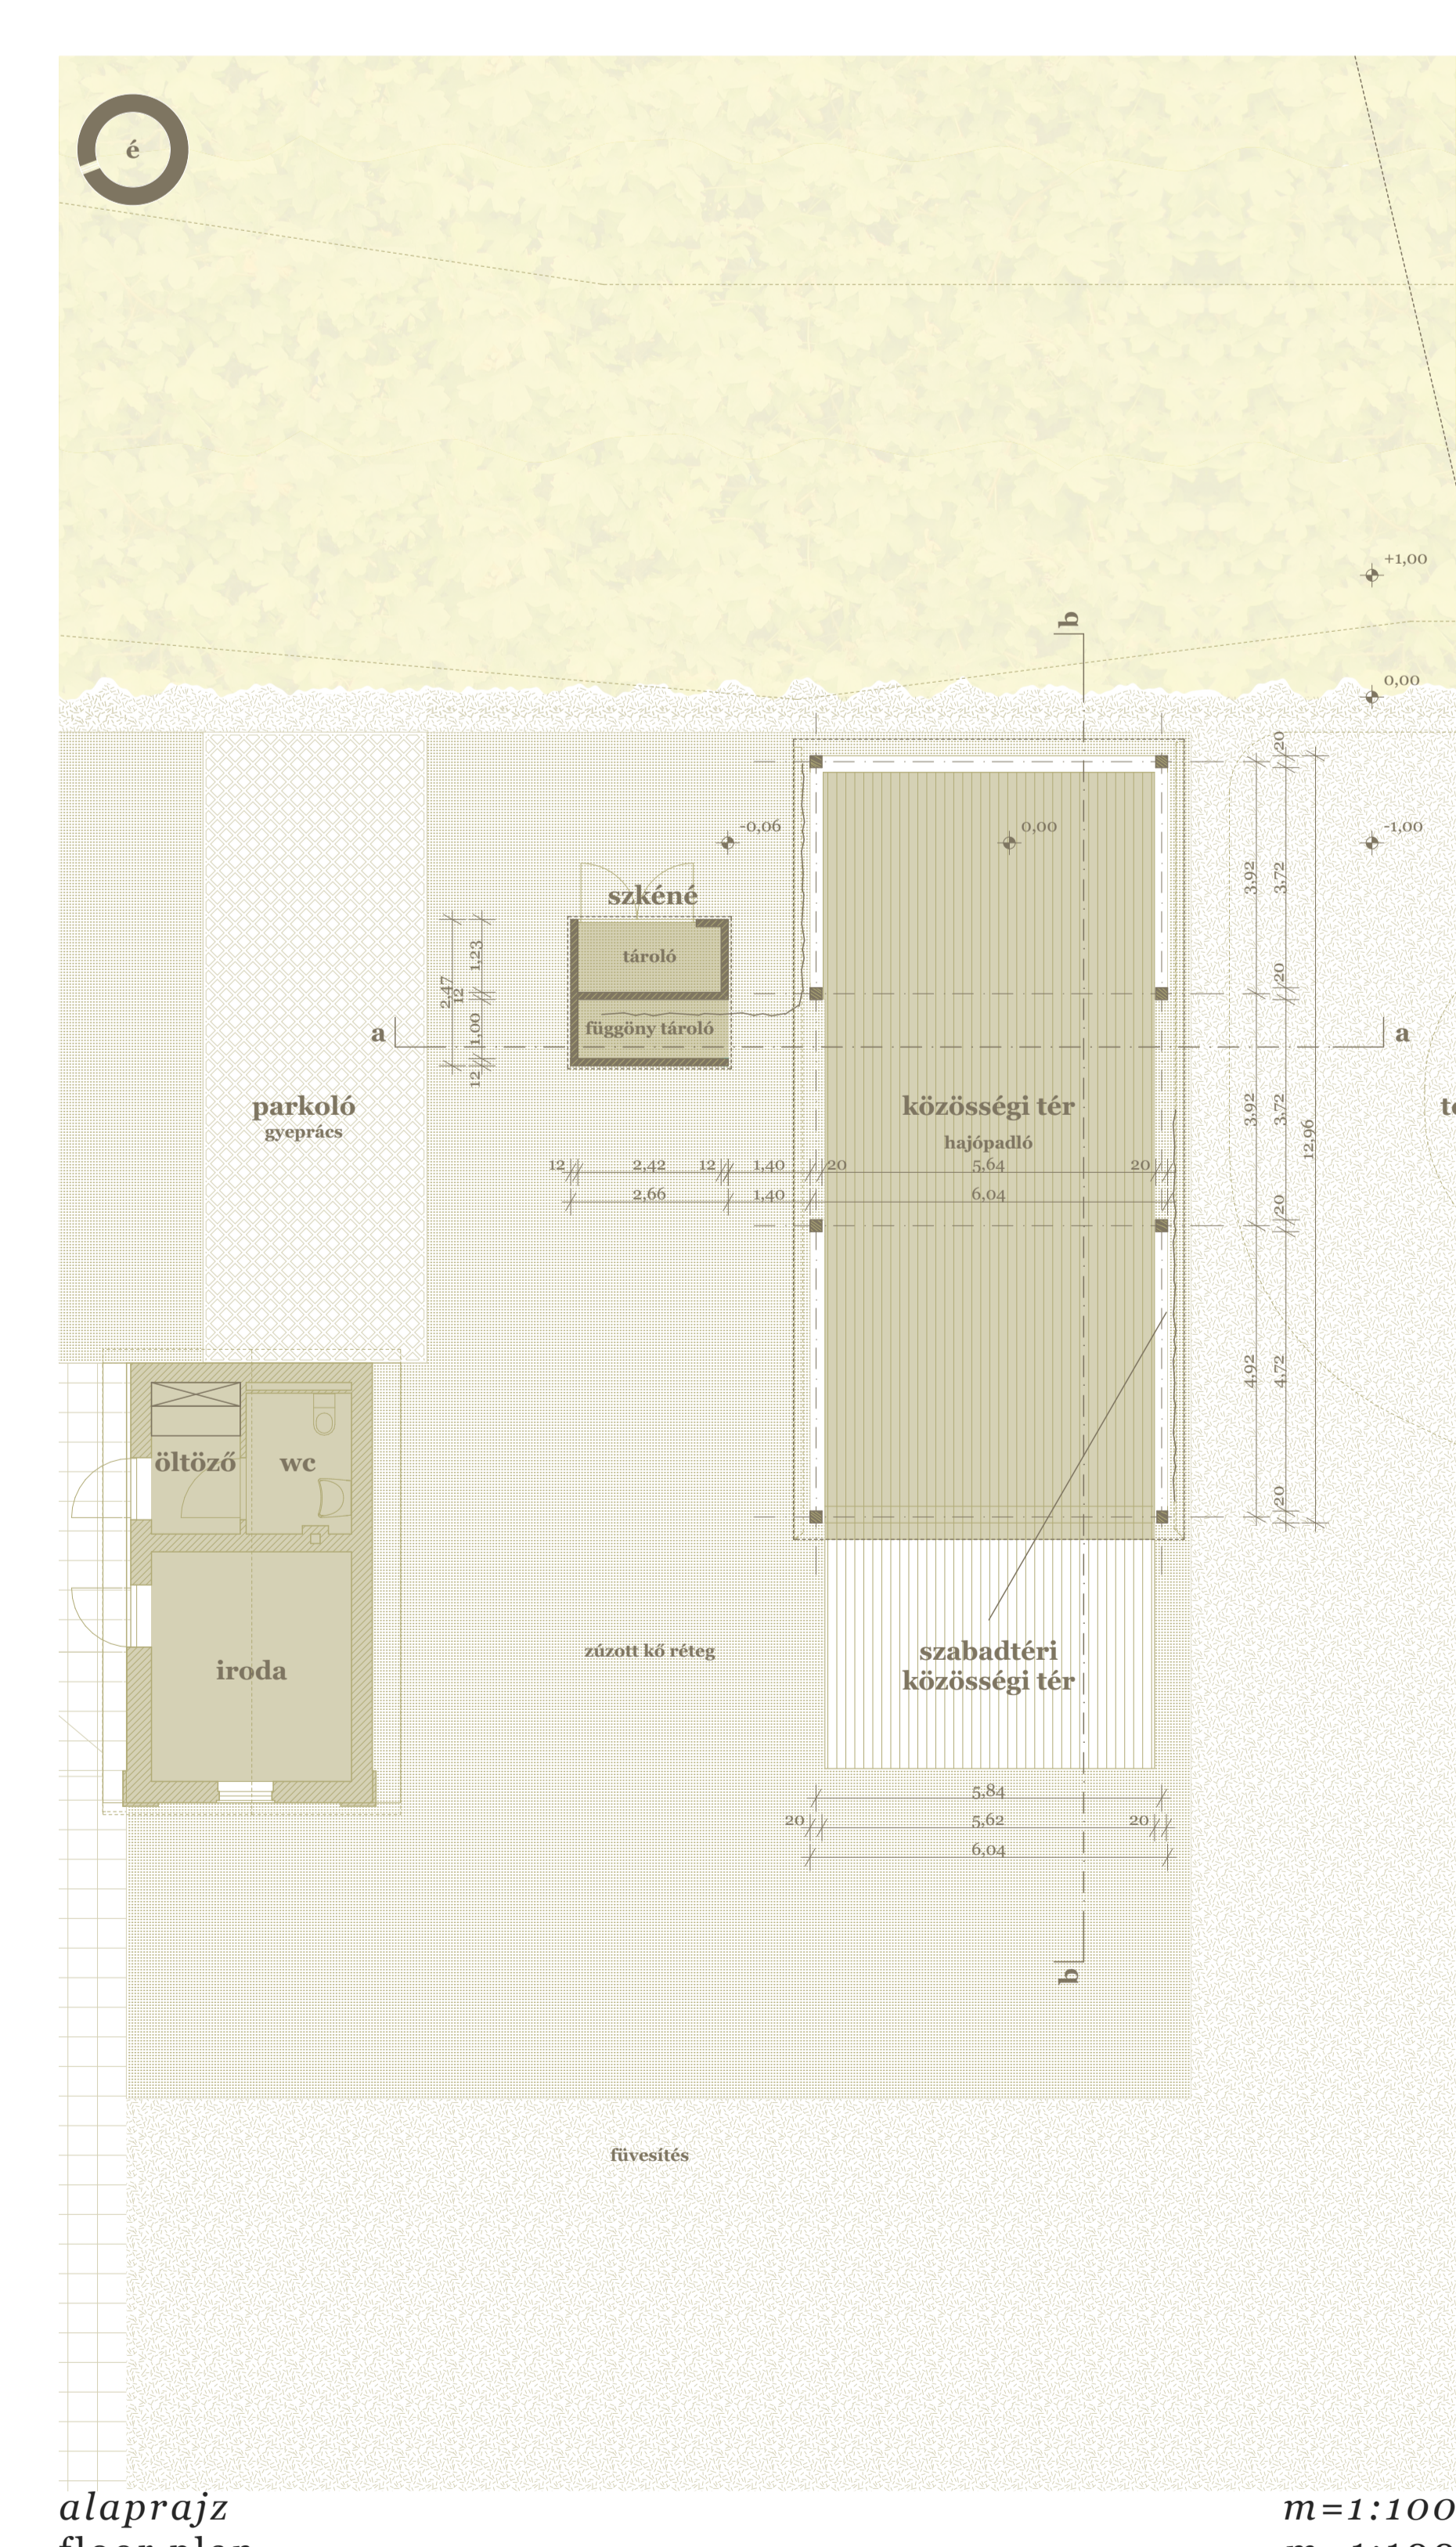 é
+1,00
b
0,00
20
-0,06
0,00
-1,00
3,92
3,72
szkéné
tároló
1,23
2,47
12
20
függöny tároló
1,00
12
a
a
parkoló
gyeprács
közösségi tér
hajópadló
3,92
3,72
12,96
12
2,42
12
1,40
20
5,64
20
2,66
1,40
6,04
20
4,92
4,72
öltöző
wc
20
zúzott kő réteg
szabadtéri
közösségi tér
iroda
5,84
20
5,62
20
6,04
b
füvesítés
alaprajz
m=1:100
floor plan